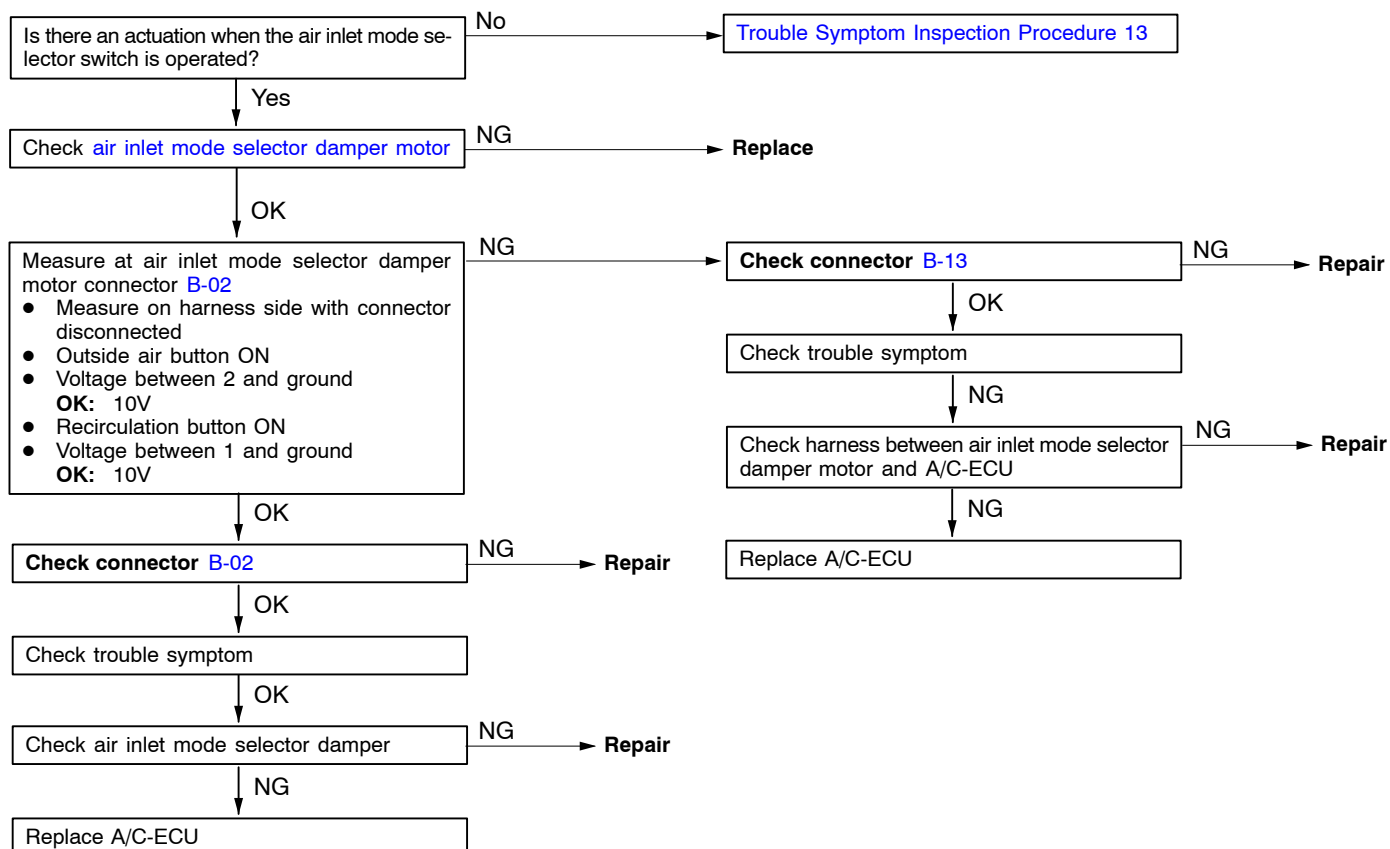 Is there an actuation when the air inlet mode se-
lector switch is operated?
No
Trouble Symptom Inspection Procedure 13
Yes
Check air inlet mode selector damper motor
NG
Replace
OK
Measure at air inlet mode selector damper
motor connector B-02
● Measure on harness side with connector
disconnected
● Outside air button ON
● Voltage between 2 and ground
OK: 10V
● Recirculation button ON
● Voltage between 1 and ground
OK: 10V
NG
Check connector B-13
NG
Repair
OK
Check trouble symptom
NG
Check harness between air inlet mode selector
damper motor and A/C-ECU
NG
Repair
NG
Replace A/C-ECU
OK
Check connector B-02
NG
Repair
OK
Check trouble symptom
OK
Check air inlet mode selector damper
NG
Repair
NG
Replace A/C-ECU